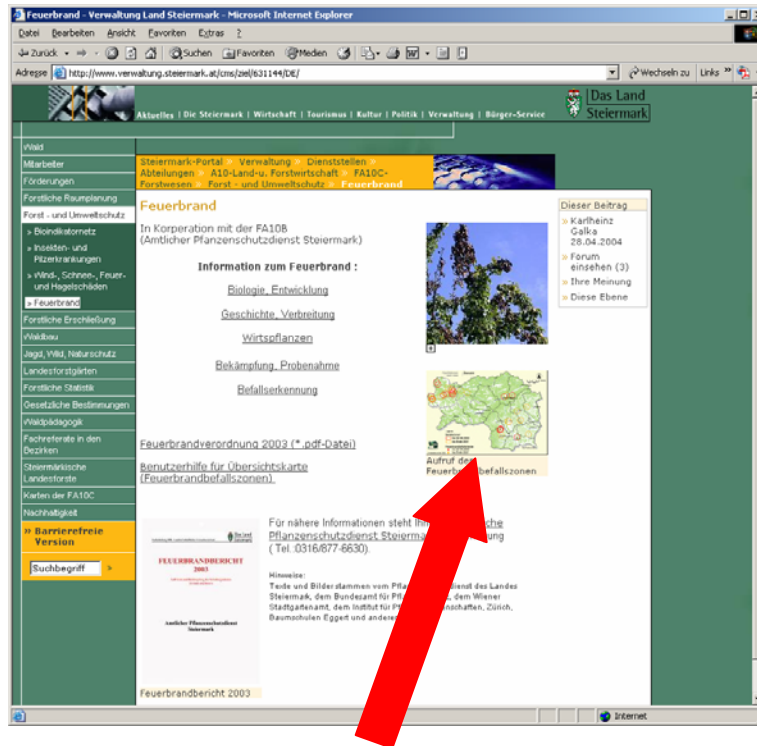 Feuerbrand - Verwaltung Land Steiermark - Microsoft Internet Explorer
Datei Bearbeiten Ansicht Favoriten Extras ?
Zurück Suchen Favoriten Medien
Adresse http://www.verwaltung.steiermark.at/cms/ziel/631144/DE/ Wechseln zu Links »
Das Land
Steiermark
Aktuelles | Die Steiermark | Wirtschaft | Tourismus | Kultur | Politik | Verwaltung | Bürger-Service
Wald
Mitarbeiter
Förderungen
Forstliche Raumplanung
Forst - und Umweltschutz
» Bioindikatornetz
» Insekten- und
Pilzerkrankungen
» Wind-, Schnee-, Feuer-
und Hagelschäden
» Feuerbrand
Forstliche Erschließung
Waldbau
Jagd, Wild, Naturschutz
Landesforstgärten
Forstliche Statistik
Gesetzliche Bestimmungen
Waldpädagogik
Fachreferate in den
Bezirken
Steiermärkische
Landesforste
Karten der FA10C
Nachhaltigkeit
» Barrierefreie
Version
Suchbegriff »
Steiermark-Portal » Verwaltung » Dienststellen »
Abteilungen » A10-Land-u. Forstwirtschaft » FA10C-
Forstwesen » Forst - und Umweltschutz » Feuerbrand
Feuerbrand
In Korperation mit der FA10B
(Amtlicher Pfanzenschutzdienst Steiermark)
Information zum Feuerbrand :
Biologie, Entwicklung
Geschichte, Verbreitung
Wirtspflanzen
Bekämpfung, Probenahme
Befallserkennung
Feuerbrandverordnung 2003 (*.pdf-Datei)
Benutzerhilfe für Übersichtskarte
(Feuerbrandbefallszonen)
Aufruf der
Feuerbrandbefallszonen
Dieser Beitrag
» Karlheinz
Galka
28.04.2004
» Forum
einsehen (3)
» Ihre Meinung
» Diese Ebene
FEUERBRANDBERICHT
2003
Amtlicher Pflanzenschutzdienst
Steiermark
Feuerbrandbericht 2003
Für nähere Informationen steht
Pflanzenschutzdienst
( Tel.:0316/877-6630).
Hinweise:
Texte und Bilder stammen vom des Landes
Steiermark, dem Bundesamt für dem Wiener
Stadtgartenamt, dem Institut für Zürich,
Baumschulen Eggert und
Internet